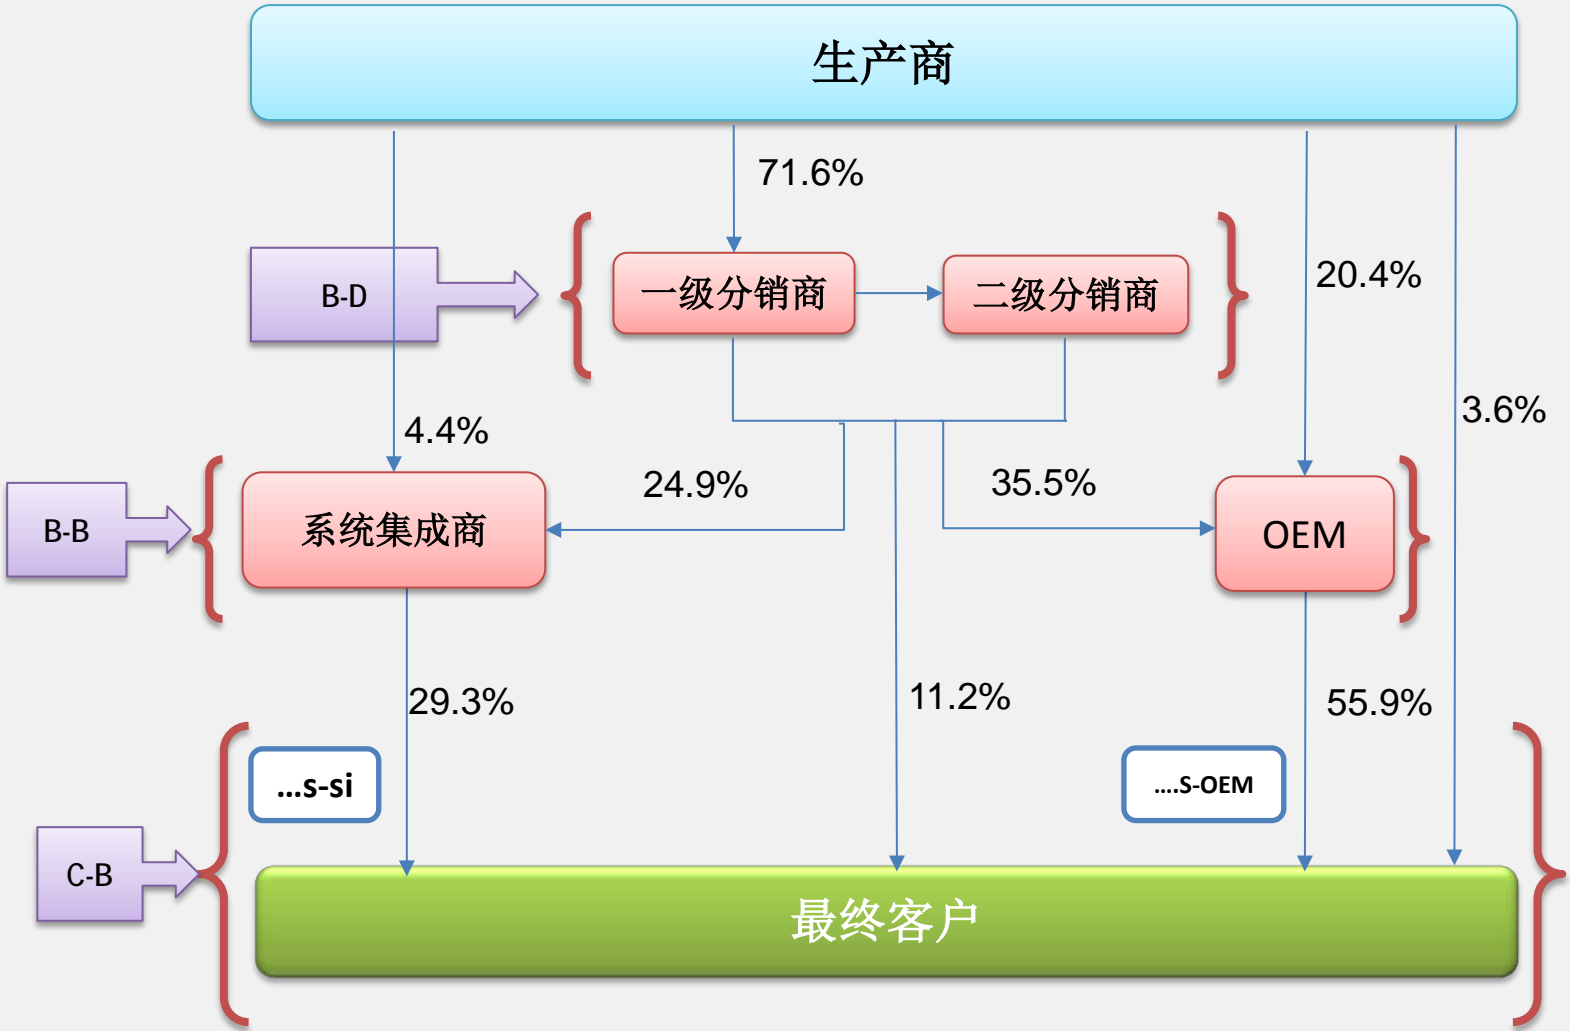 生产商
71.6%
B-D
一级分销商
二级分销商
20.4%
3.6%
4.4%
24.9%
35.5%
B-B
系统集成商
OEM
29.3%
11.2%
55.9%
...s-si
....S-OEM
C-B
最终客户